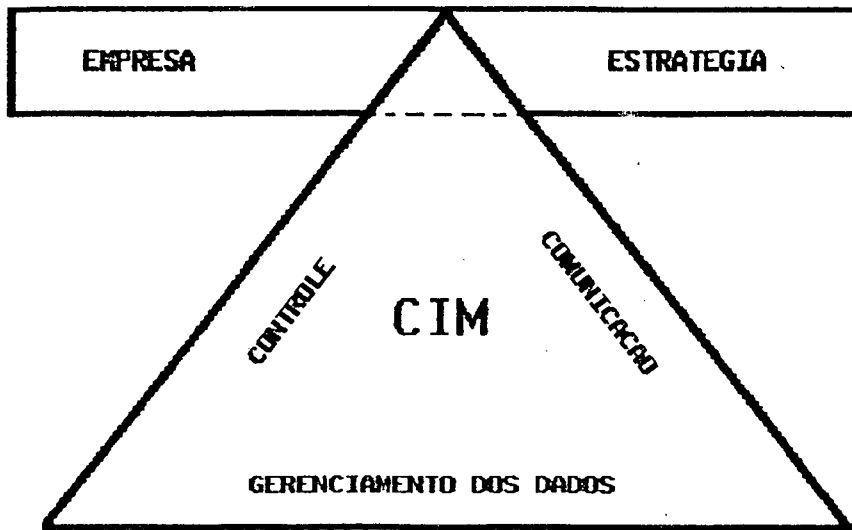 EMPRESA
ESTRATEGIA
CONTROLE
CIM
COMUNICACAO
GERENCIAMENTO DOS DADOS